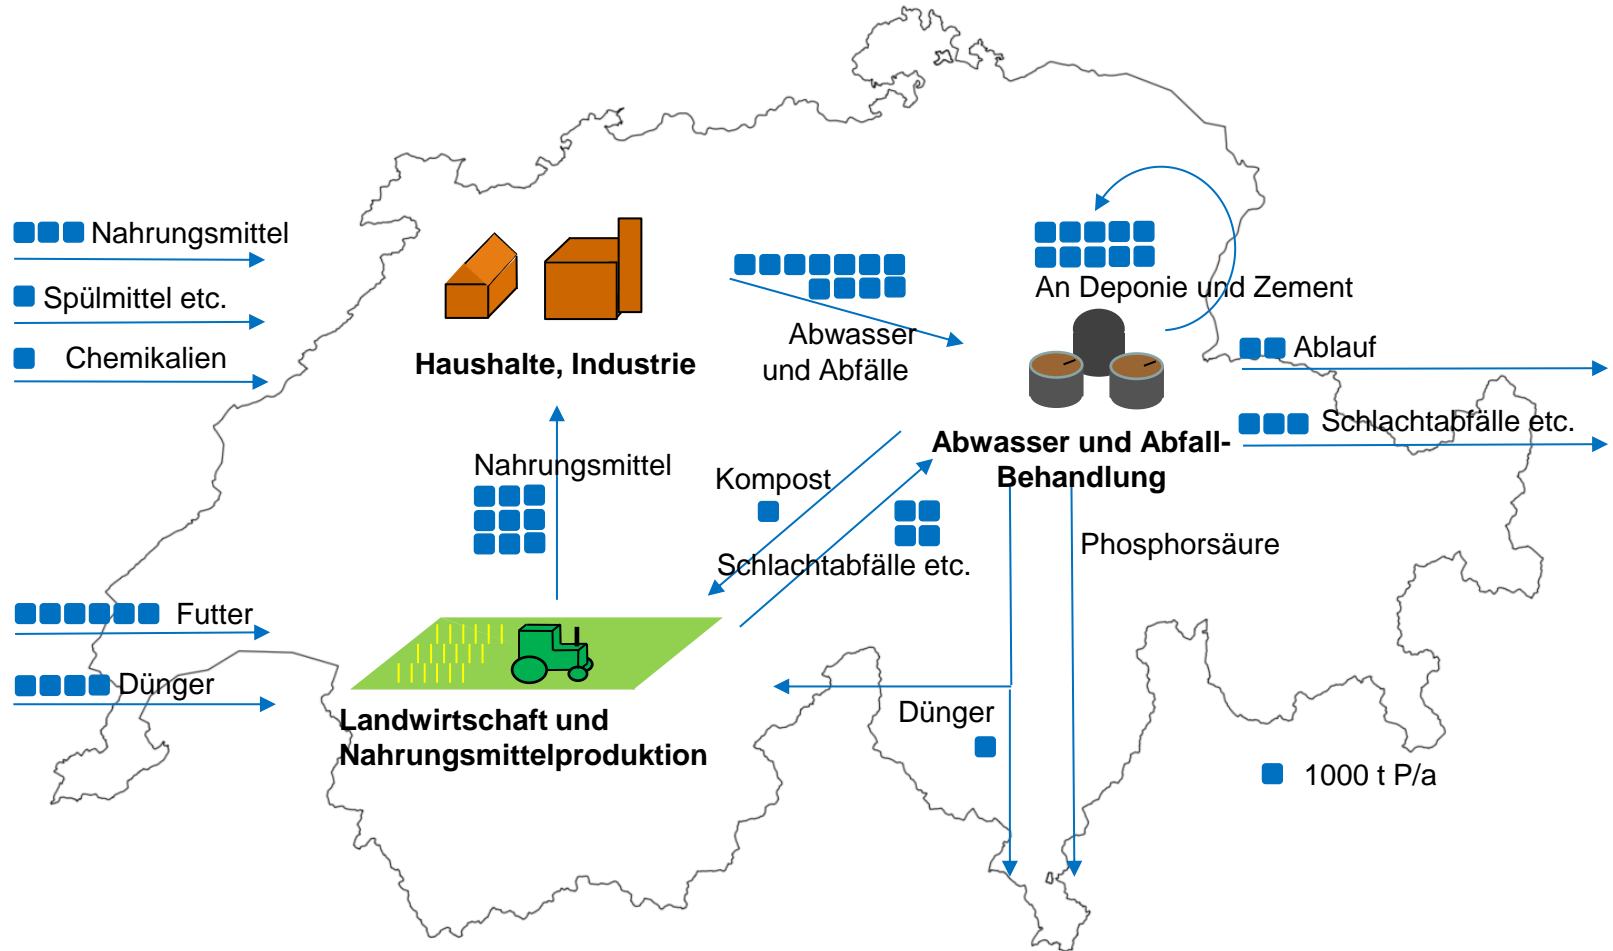 Nahrungsmittel
Spülmittel etc.
Chemikalien
Haushalte, Industrie
Abwasser
und Abfälle
An Deponie und Zement
Ablauf
Schlachtabfälle etc.
Abwasser und Abfall-
Behandlung
Nahrungsmittel
Kompost
Schlachtabfälle etc.
Phosphorsäure
Futter
Dünger
Landwirtschaft und
Nahrungsmittelproduktion
Dünger
1000 t P/a